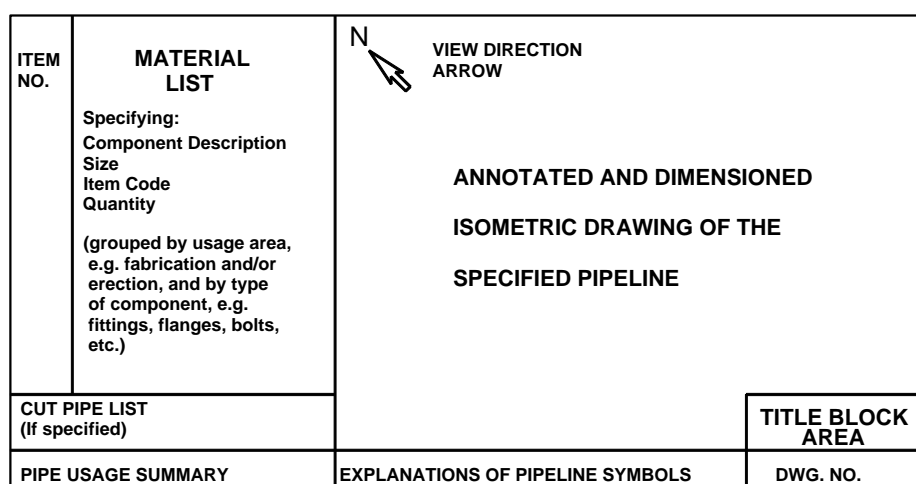 ITEM
NO.
MATERIAL
LIST
Specifying:
Component Description
Size
Item Code
Quantity
(grouped by usage area,
e.g. fabrication and/or
erection, and by type
of component, e.g.
fittings, flanges, bolts,
etc.)
N
VIEW DIRECTION
ARROW
ANNOTATED AND DIMENSIONED
ISOMETRIC DRAWING OF THE
SPECIFIED PIPELINE
CUT PIPE LIST
(If specified)
TITLE BLOCK
AREA
PIPE USAGE SUMMARY
EXPLANATIONS OF PIPELINE SYMBOLS
DWG. NO.